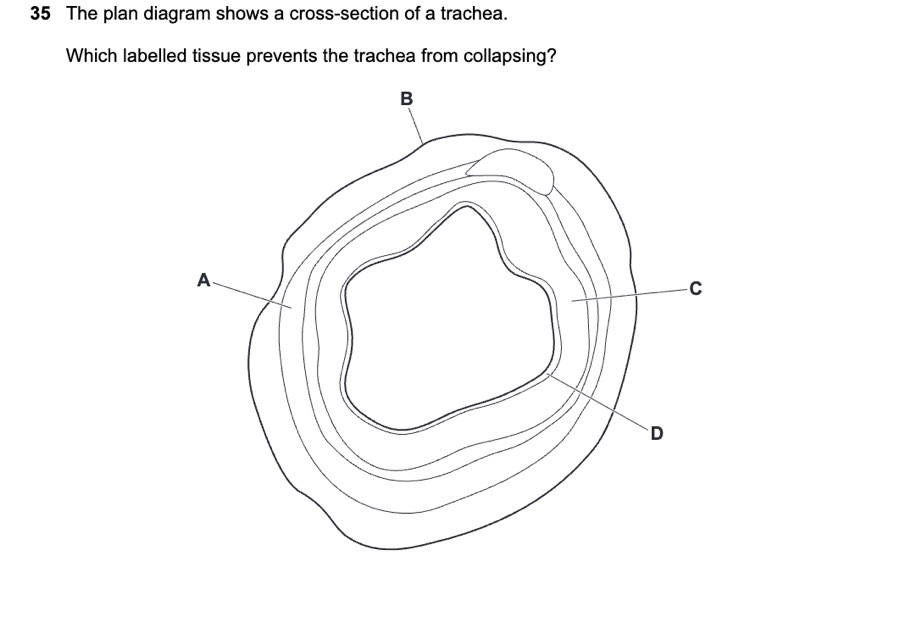 35 The plan diagram shows a cross-section of a trachea.
Which labelled tissue prevents the trachea from collapsing?
B
A
C
D